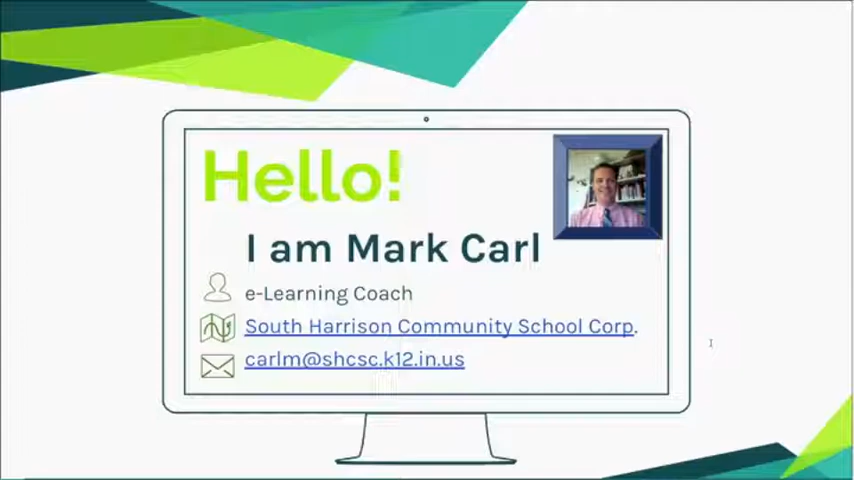 Hello!
I am Mark Carl
e-Learning Coach
South Harrison Community School Corp.
carlm@shcsc.k12.in.us